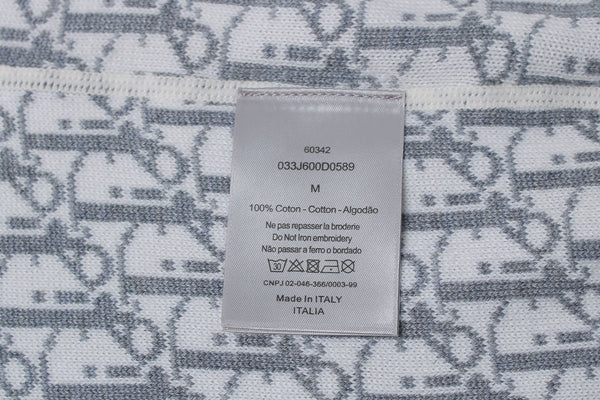 60342
033J600D0589
M
100% Coton - Cotton - Algodão
Ne pas repasser la broderie
Do Not Iron embroidery
Não passar a ferro o bordado
30
CNPJ 02-046-366/0003-99
Made In ITALY
ITALIA